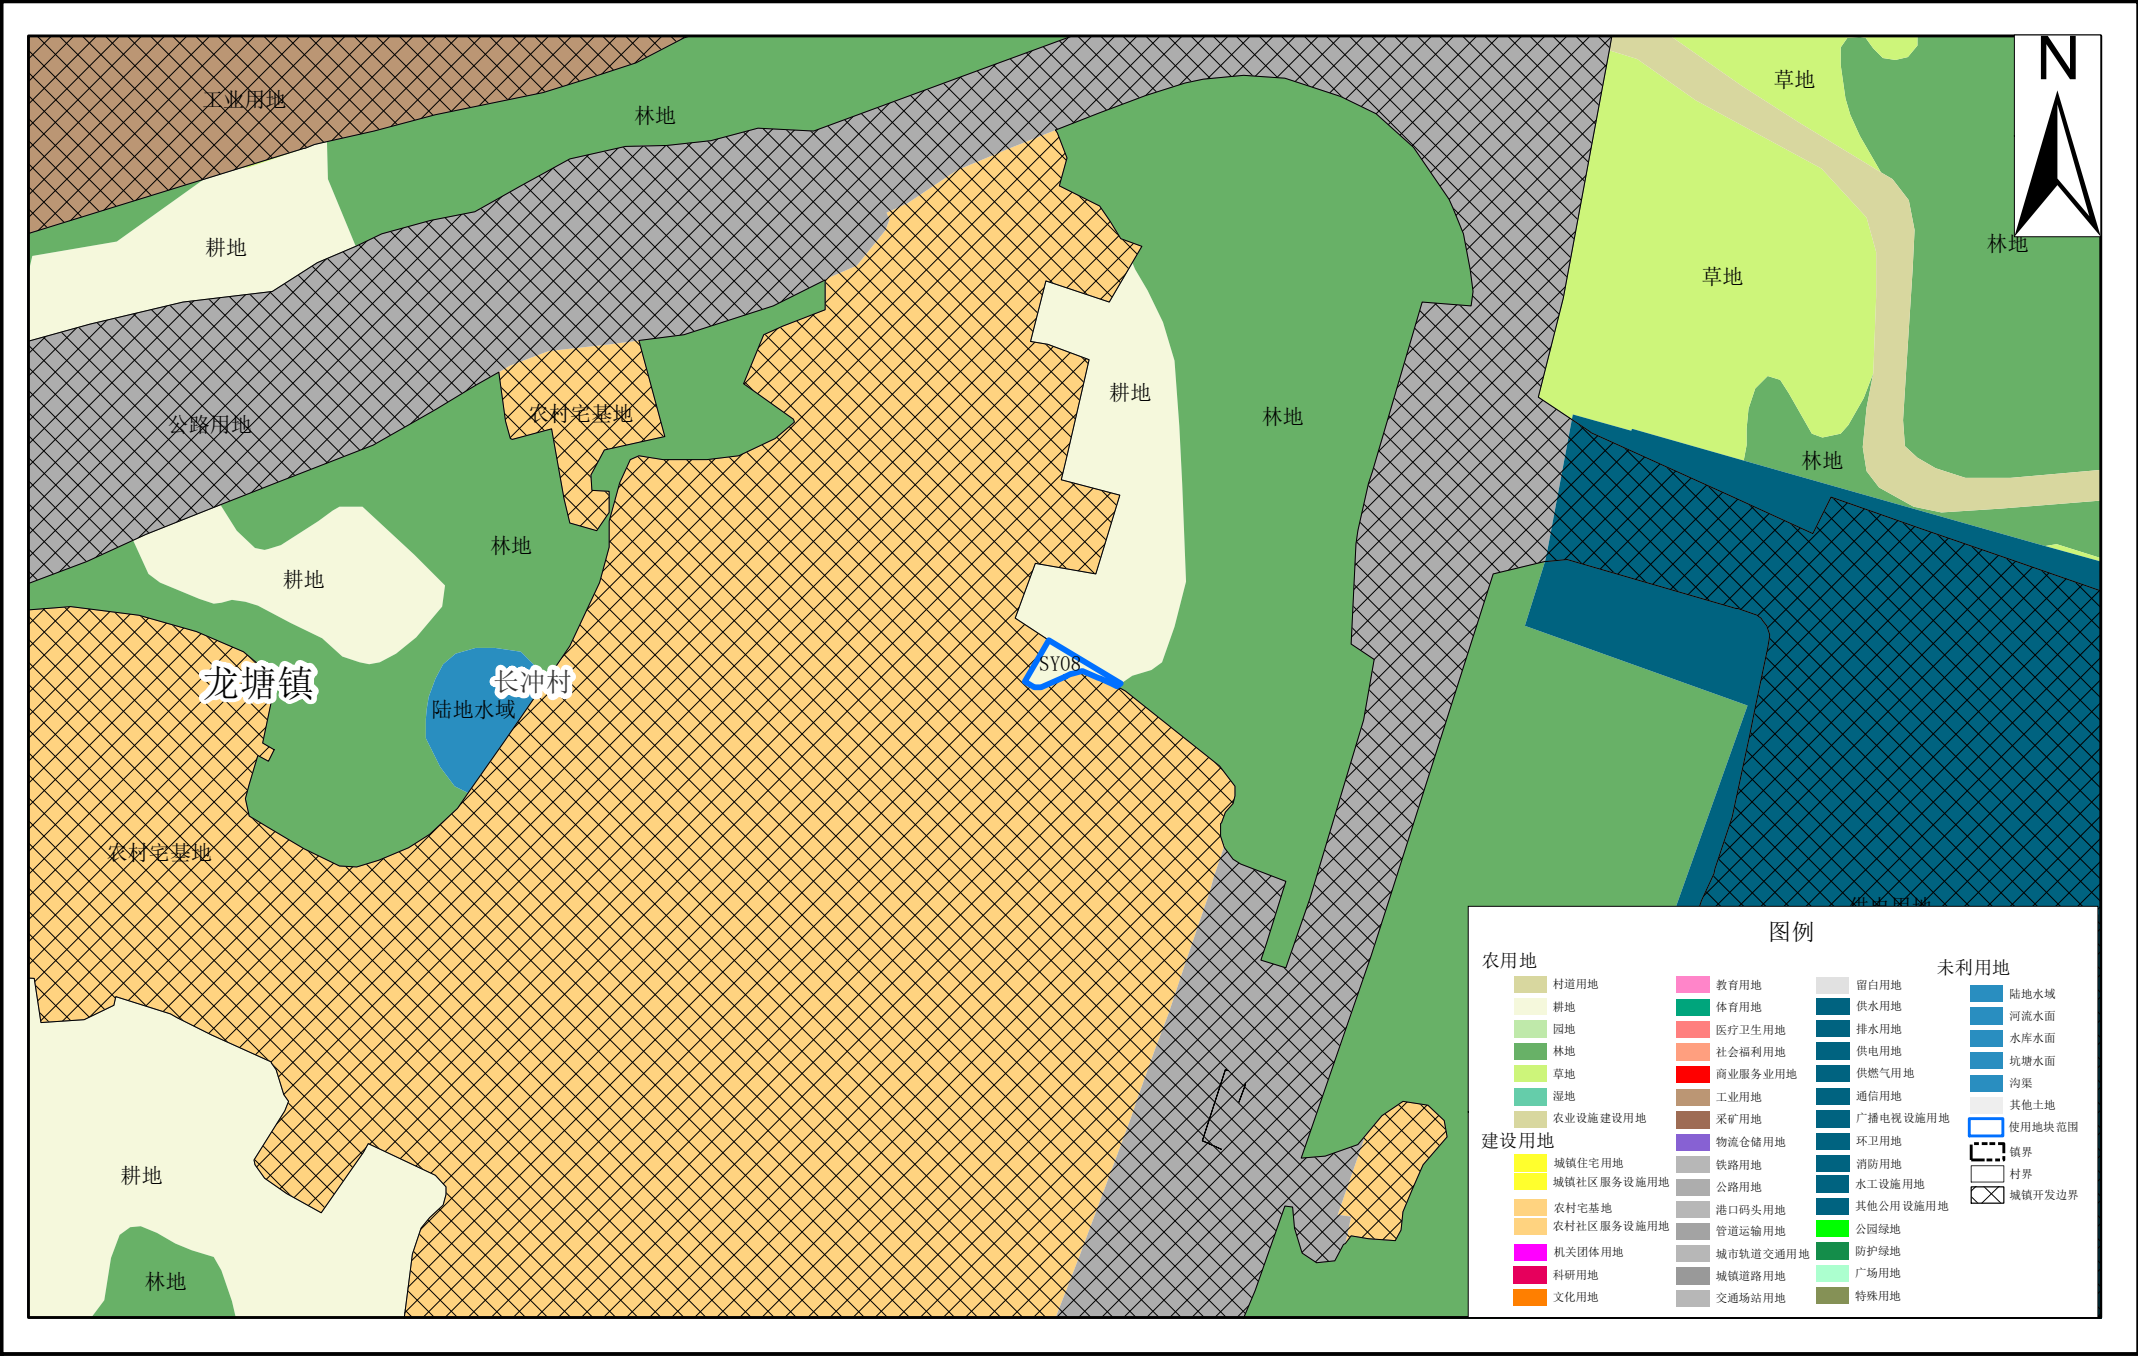 N
工业用地
林地
草地
耕地
林地
草地
耕地
林地
农村宅基地
公路用地
林地
林地
耕地
SY08
龙塘镇
长冲村
陆地水域
农村宅基地
供电用地
耕地
林地
图例
农用地
村道用地
耕地
园地
林地
草地
湿地
农业设施建设用地
建设用地
城镇住宅用地
城镇社区服务设施用地
农村宅基地
农村社区服务设施用地
机关团体用地
科研用地
文化用地
教育用地
体育用地
医疗卫生用地
社会福利用地
商业服务业用地
工业用地
采矿用地
物流仓储用地
铁路用地
公路用地
港口码头用地
管道运输用地
城市轨道交通用地
城镇道路用地
交通场站用地
留白用地
供水用地
排水用地
供电用地
供燃气用地
通信用地
广播电视设施用地
环卫用地
消防用地
水工设施用地
其他公用设施用地
公园绿地
防护绿地
广场用地
特殊用地
未利用地
陆地水域
河流水面
水库水面
坑塘水面
沟渠
其他土地
使用地块范围
镇界
村界
城镇开发边界